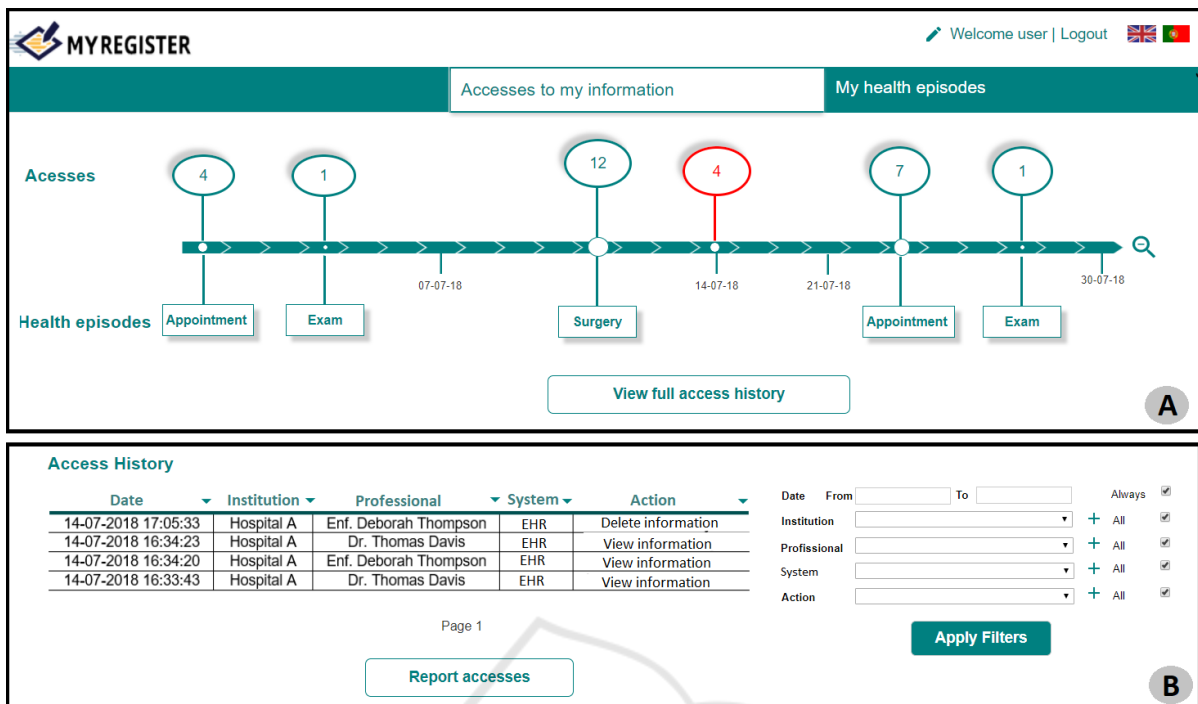 MYREGISTER
Welcome user | Logout
Accesses to my information
My health episodes
Acesses
4
1
12
4
7
1
07-07-18
14-07-18
21-07-18
30-07-18
Health episodes
Appointment
Exam
Surgery
Appointment
Exam
View full access history
A
Access History
Date Institution Professional System Action
14-07-2018 17:05:33 Hospital A Enf. Deborah Thompson EHR Delete information
14-07-2018 16:34:23 Hospital A Dr. Thomas Davis EHR View information
14-07-2018 16:34:20 Hospital A Enf. Deborah Thompson EHR View information
14-07-2018 16:33:43 Hospital A Dr. Thomas Davis EHR View information
Page 1
Report accesses
Date From To Always
Institution + All
Profissional + All
System + All
Action + All
Apply Filters
B